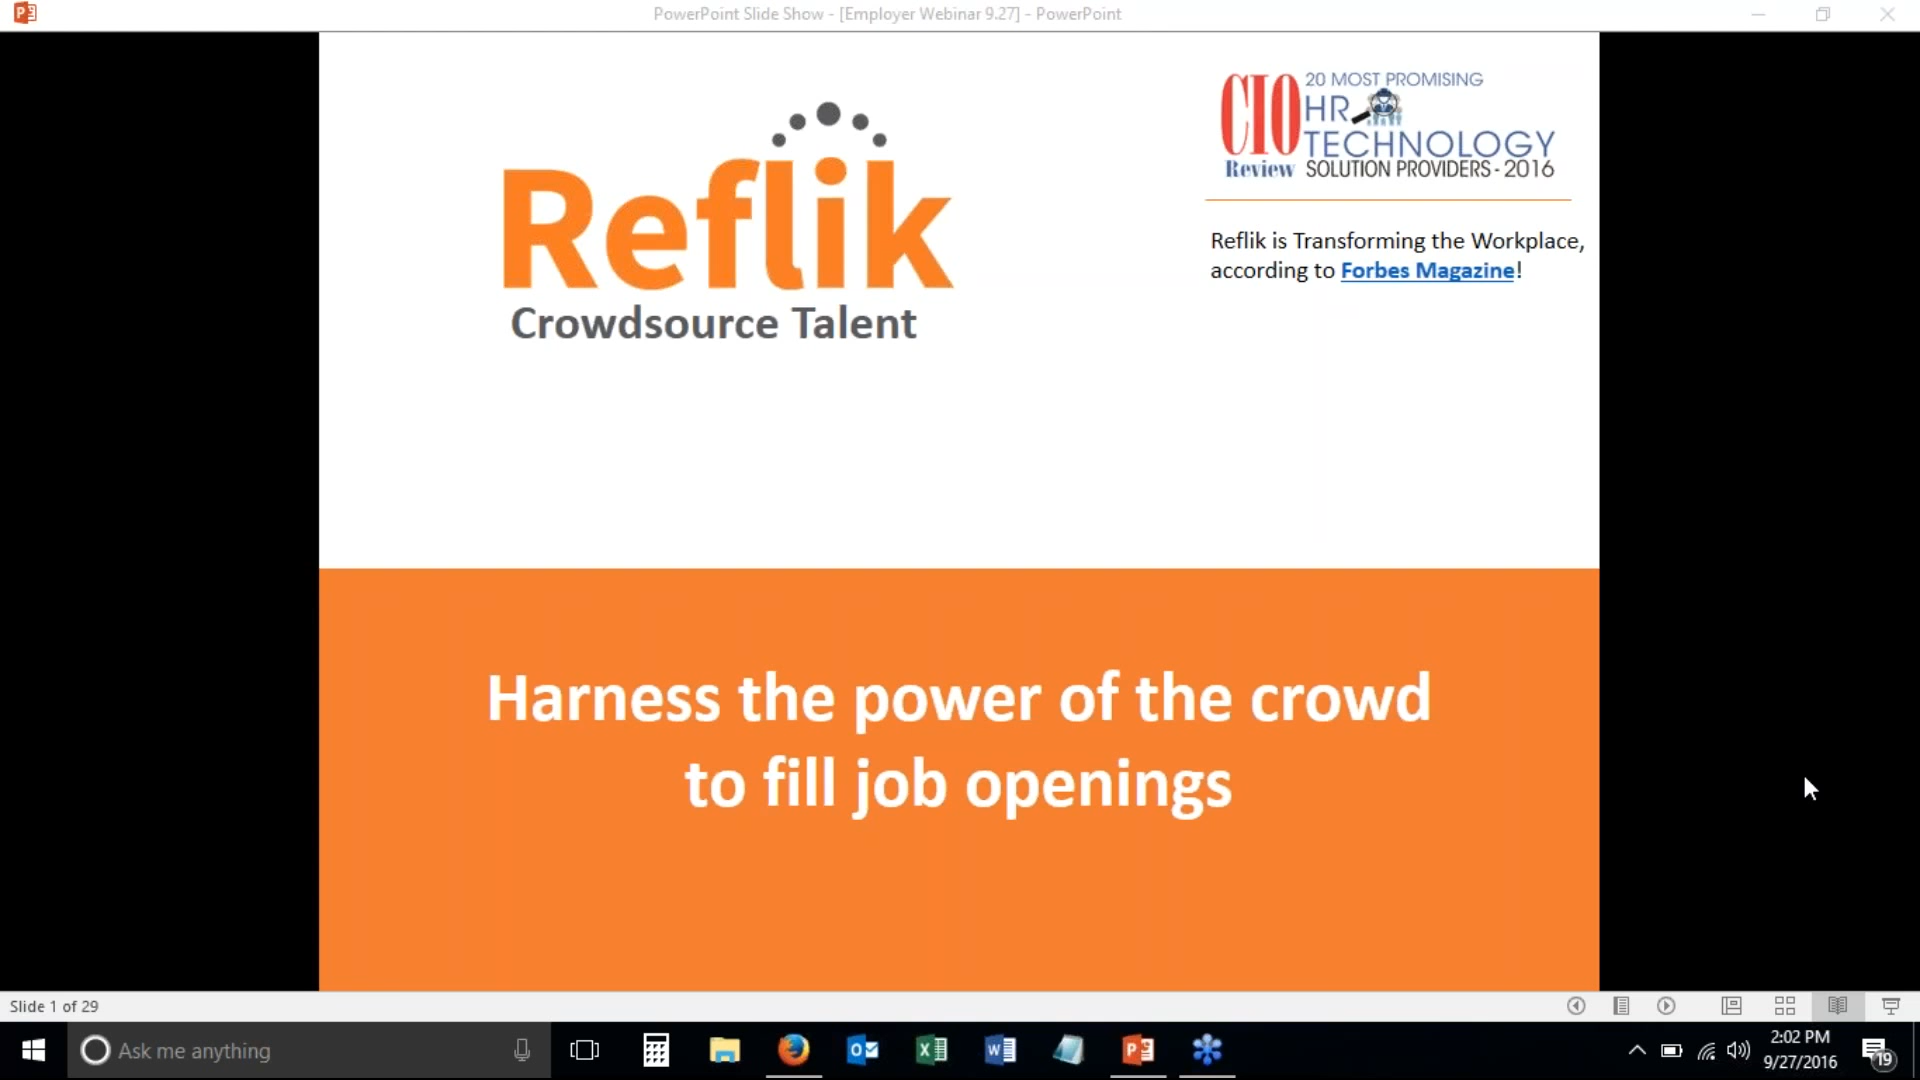 PowerPoint Slide Show - [Employer Webinar 9.27] - PowerPoint
Reflik
Crowdsource Talent
CIO
Review
20 MOST PROMISING
HR
TECHNOLOGY
SOLUTION PROVIDERS - 2016
Reflik is Transforming the Workplace,
according to Forbes Magazine!
Harness the power of the crowd
to fill job openings
Slide 1 of 29
Ask me anything
2:02 PM
9/27/2016
19